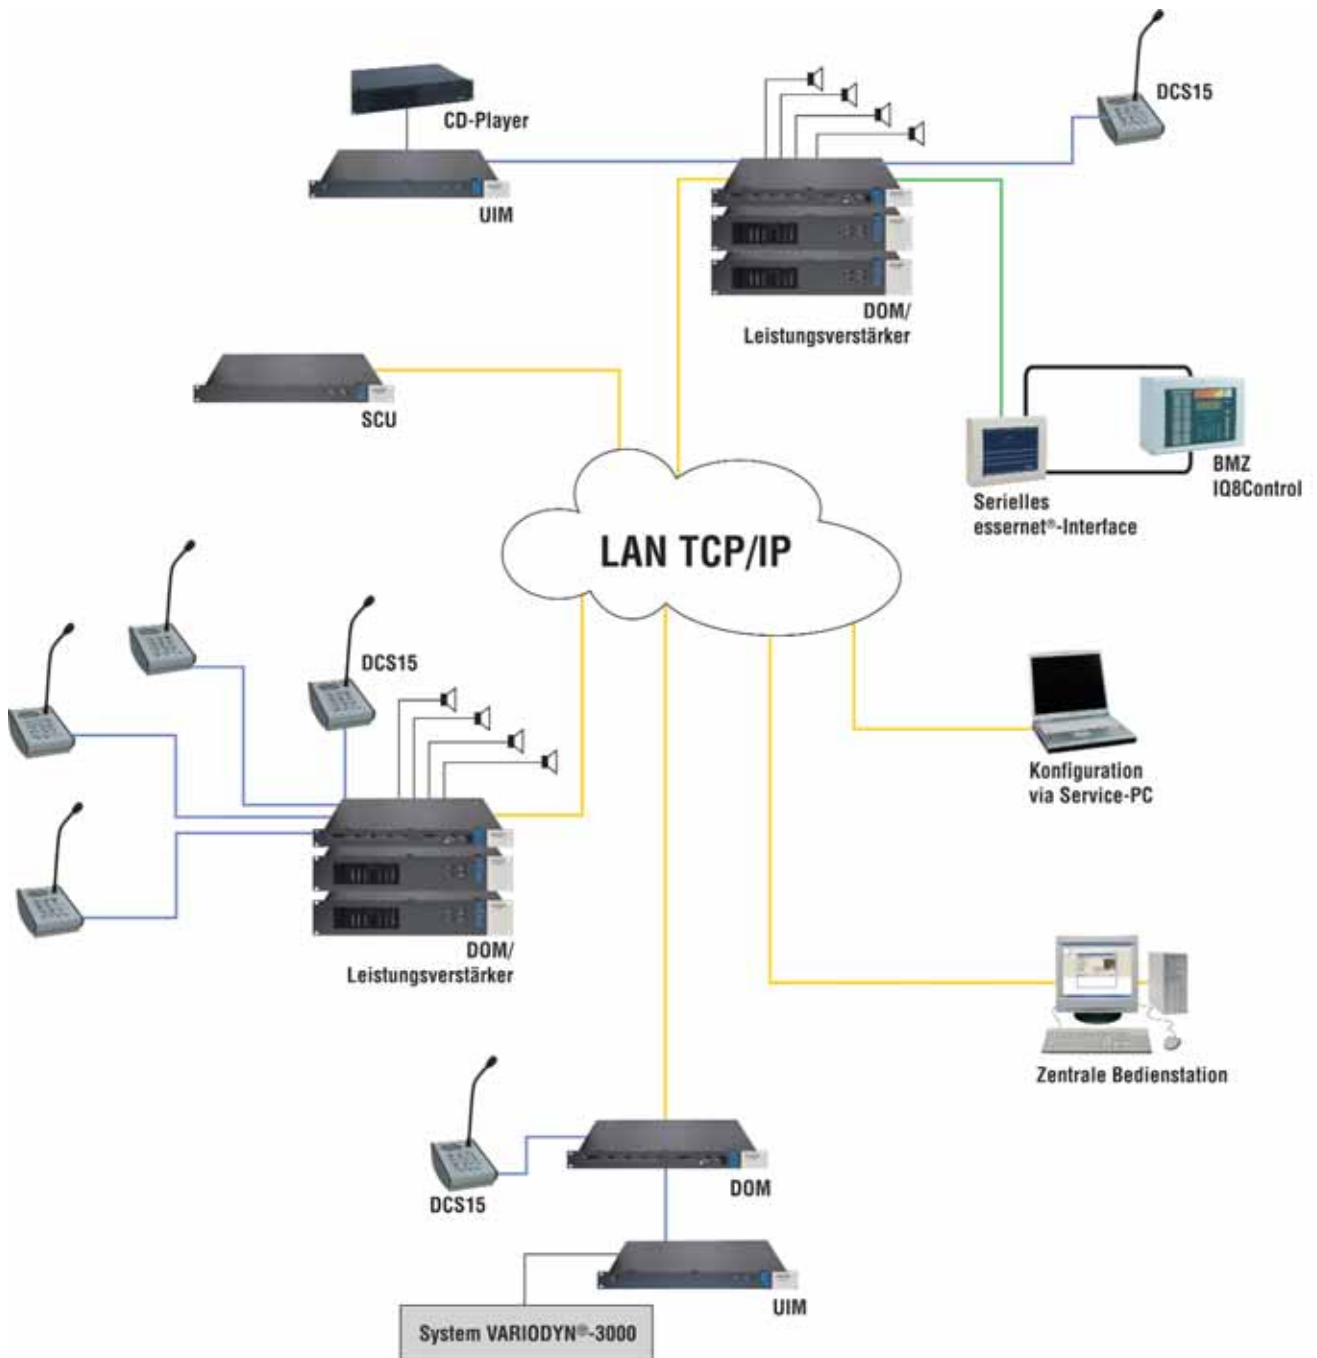 CD-Player
DCS15
UIM
DOM/
Leistungsverstärker
SCU
BMZ
IQ8Control
Serielles
essernet®-Interface
LAN TCP/IP
DCS15
Konfiguration
via Service-PC
DOM/
Leistungsverstärker
Zentrale Bedienstation
DCS15
DOM
UIM
System VARIODYN®-3000